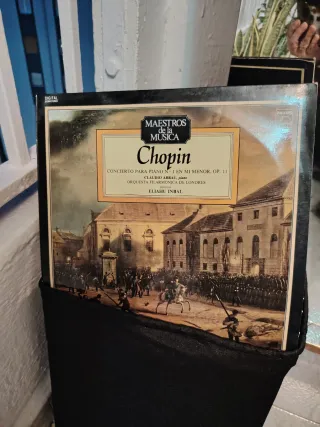 DIGITAL
MAESTROS
de la
MUSICA
Chopin
CONCIERTO PARA PIANO N.º 1 EN MI MENOR, OP. 11
CLAUDIO ARRAU, piano
ORQUESTA FILARMONICA DE LONDRES
ELIAHU INBAL